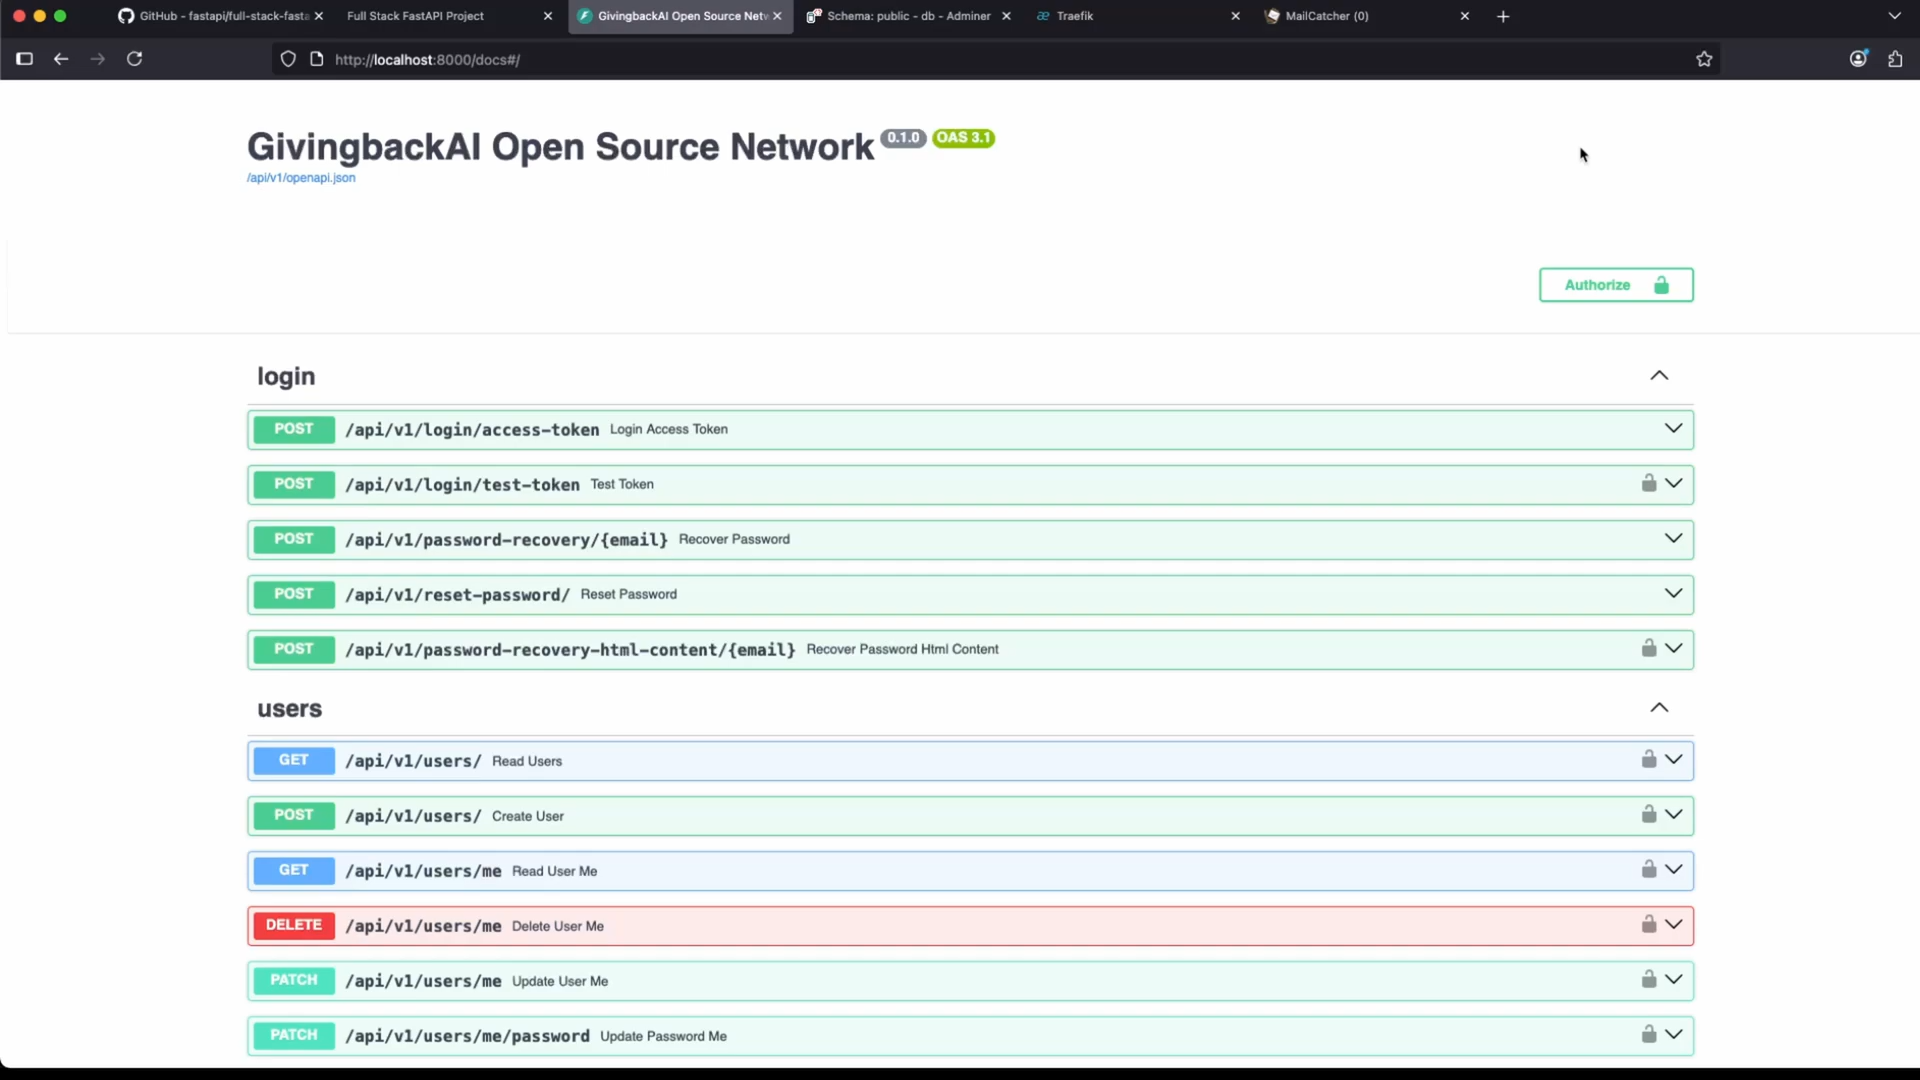 GitHub - fastapi/full-stack-fasta
Full Stack FastAPI Project
GivingbackAI Open Source Netw
Schema: public - db - Adminer
Traefik
MailCatcher (0)
http://localhost:8000/docs#/
GivingbackAI Open Source Network 0.1.0 OAS 3.1
/api/v1/openapi.json
Authorize
login
POST /api/v1/login/access-token Login Access Token
POST /api/v1/login/test-token Test Token
POST /api/v1/password-recovery/{email} Recover Password
POST /api/v1/reset-password/ Reset Password
POST /api/v1/password-recovery-html-content/{email} Recover Password Html Content
users
GET /api/v1/users/ Read Users
POST /api/v1/users/ Create User
GET /api/v1/users/me Read User Me
DELETE /api/v1/users/me Delete User Me
PATCH /api/v1/users/me Update User Me
PATCH /api/v1/users/me/password Update Password Me